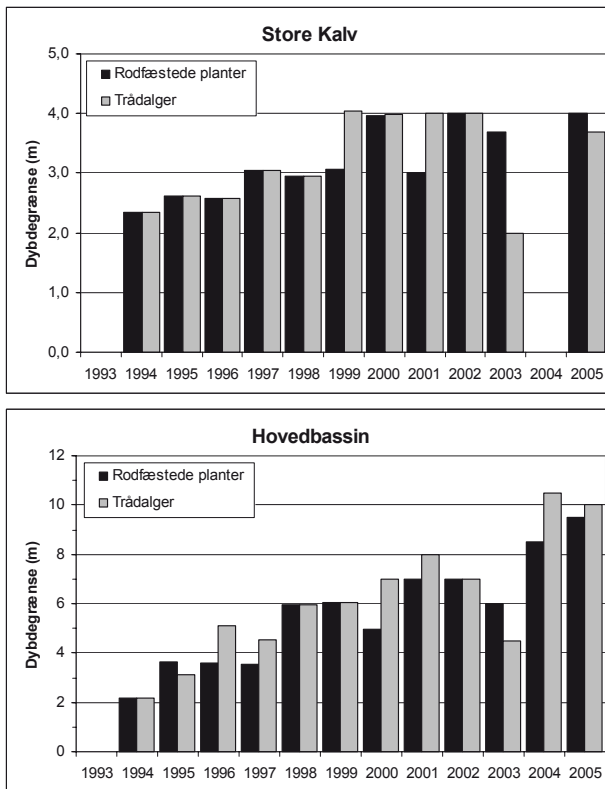 Store Kalv
5,0
Rodfæstede planter
Trådalger
4,0
3,0
2,0
1,0
0,0
Dybdegrænse (m)
1993 1994 1995 1996 1997 1998 1999 2000 2001 2002 2003 2004 2005
Hovedbassin
12
Rodfæstede planter
Trådalger
10
8
6
4
2
0
Dybdegrænse (m)
1993 1994 1995 1996 1997 1998 1999 2000 2001 2002 2003 2004 2005